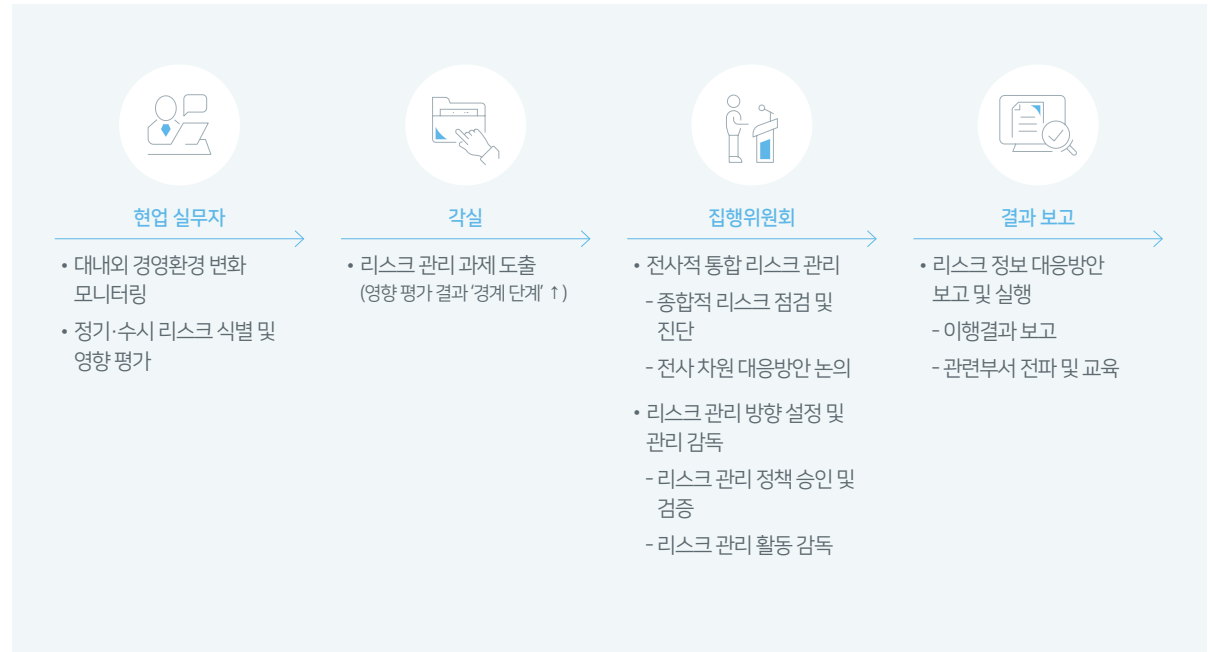 현업 실무자
• 대내외 경영환경 변화
모니터링
• 정기·수시 리스크 식별 및
영향 평가
각실
• 리스크 관리 과제 도출
(영향 평가 결과 ‘경계 단계’ ↑)
집행위원회
• 전사적 통합 리스크 관리
- 종합적 리스크 점검 및
진단
- 전사 차원 대응방안 논의
• 리스크 관리 방향 설정 및
관리 감독
- 리스크 관리 정책 승인 및
검증
- 리스크 관리 활동 감독
결과 보고
• 리스크 정보 대응방안
보고 및 실행
- 이행결과 보고
- 관련부서 전파 및 교육